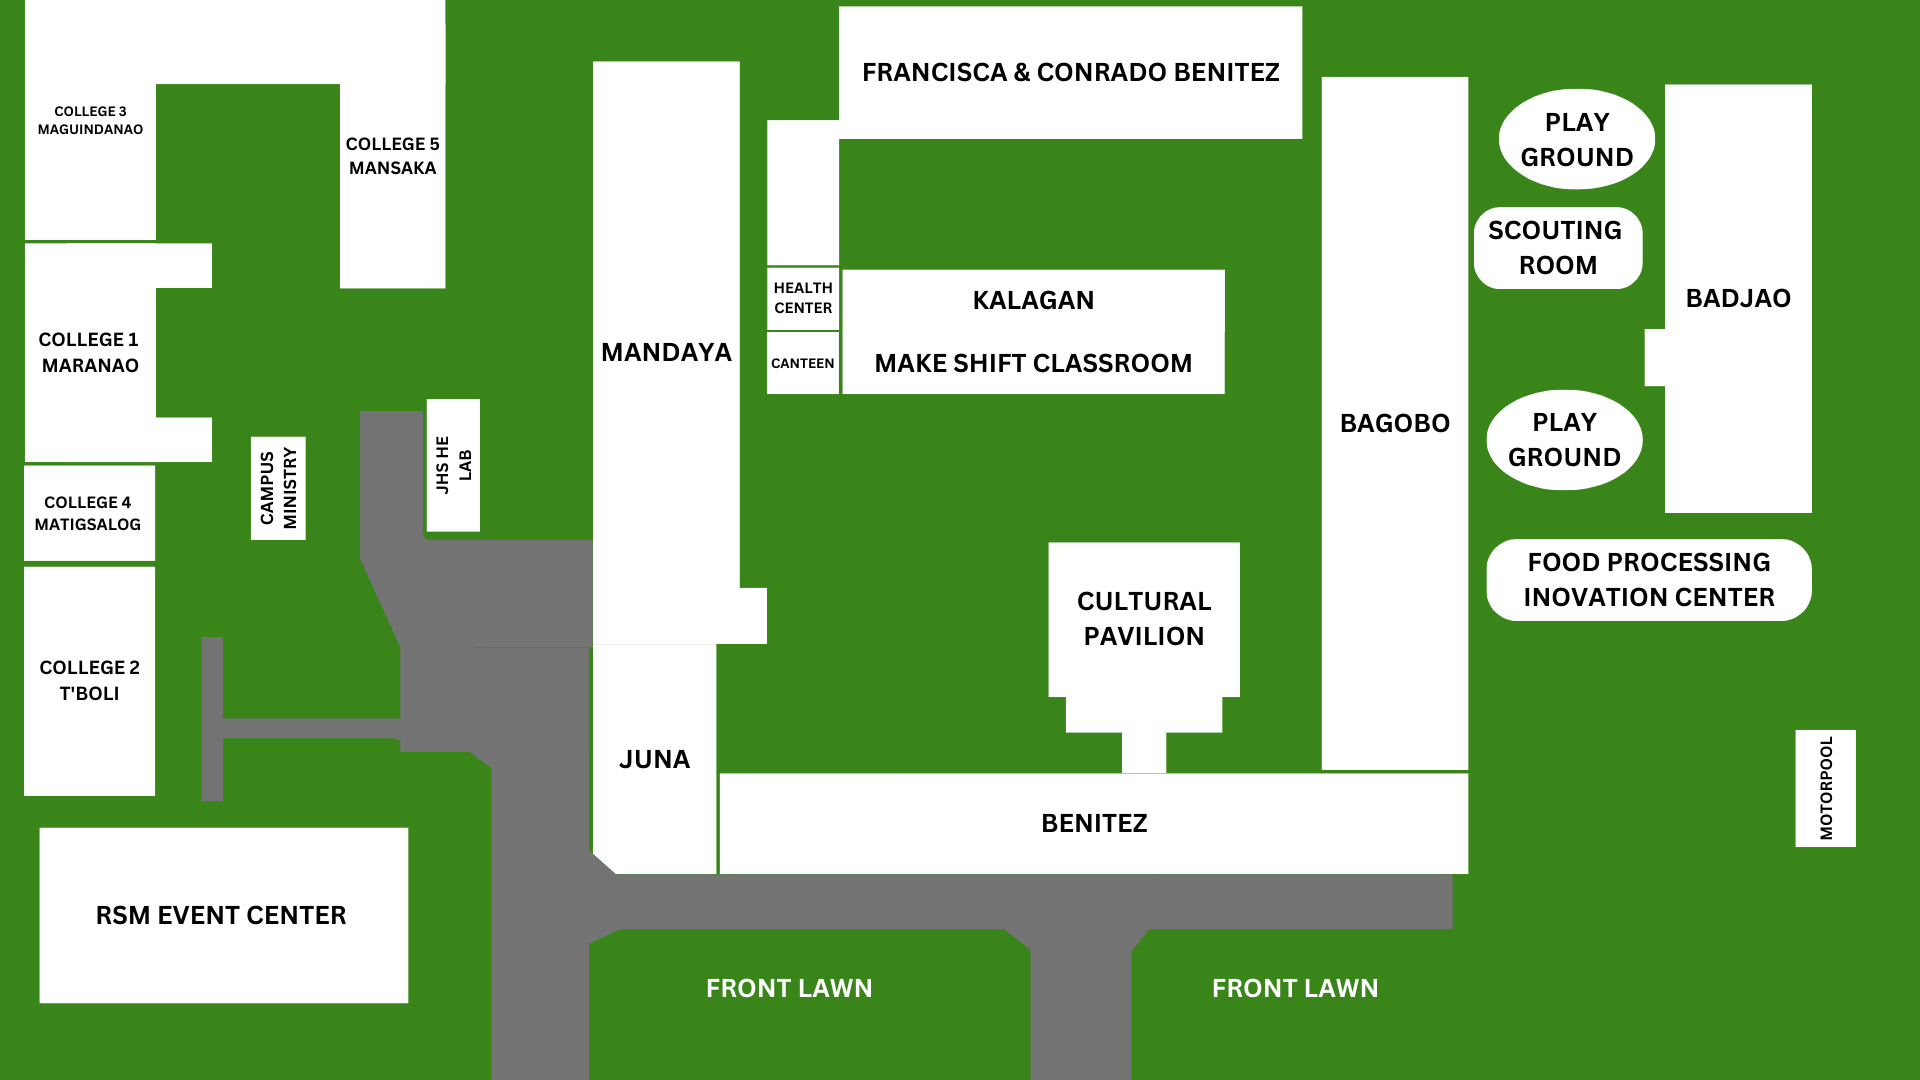 FRANCISCA & CONRADO BENITEZ
COLLEGE 3
MAGUINDANAO
COLLEGE 5
MANSAKA
PLAY
GROUND
SCOUTING
ROOM
BADJAO
HEALTH
CENTER
KALAGAN
CANTEEN
MAKE SHIFT CLASSROOM
MANDAYA
COLLEGE 1
MARANAO
BAGOBO
PLAY
GROUND
JHS HE
LAB
CAMPUS
MINISTRY
COLLEGE 4
MATIGSALOG
FOOD PROCESSING
INOVATION CENTER
CULTURAL
PAVILION
COLLEGE 2
T'BOLI
JUNA
MOTORPOOL
BENITEZ
RSM EVENT CENTER
FRONT LAWN
FRONT LAWN